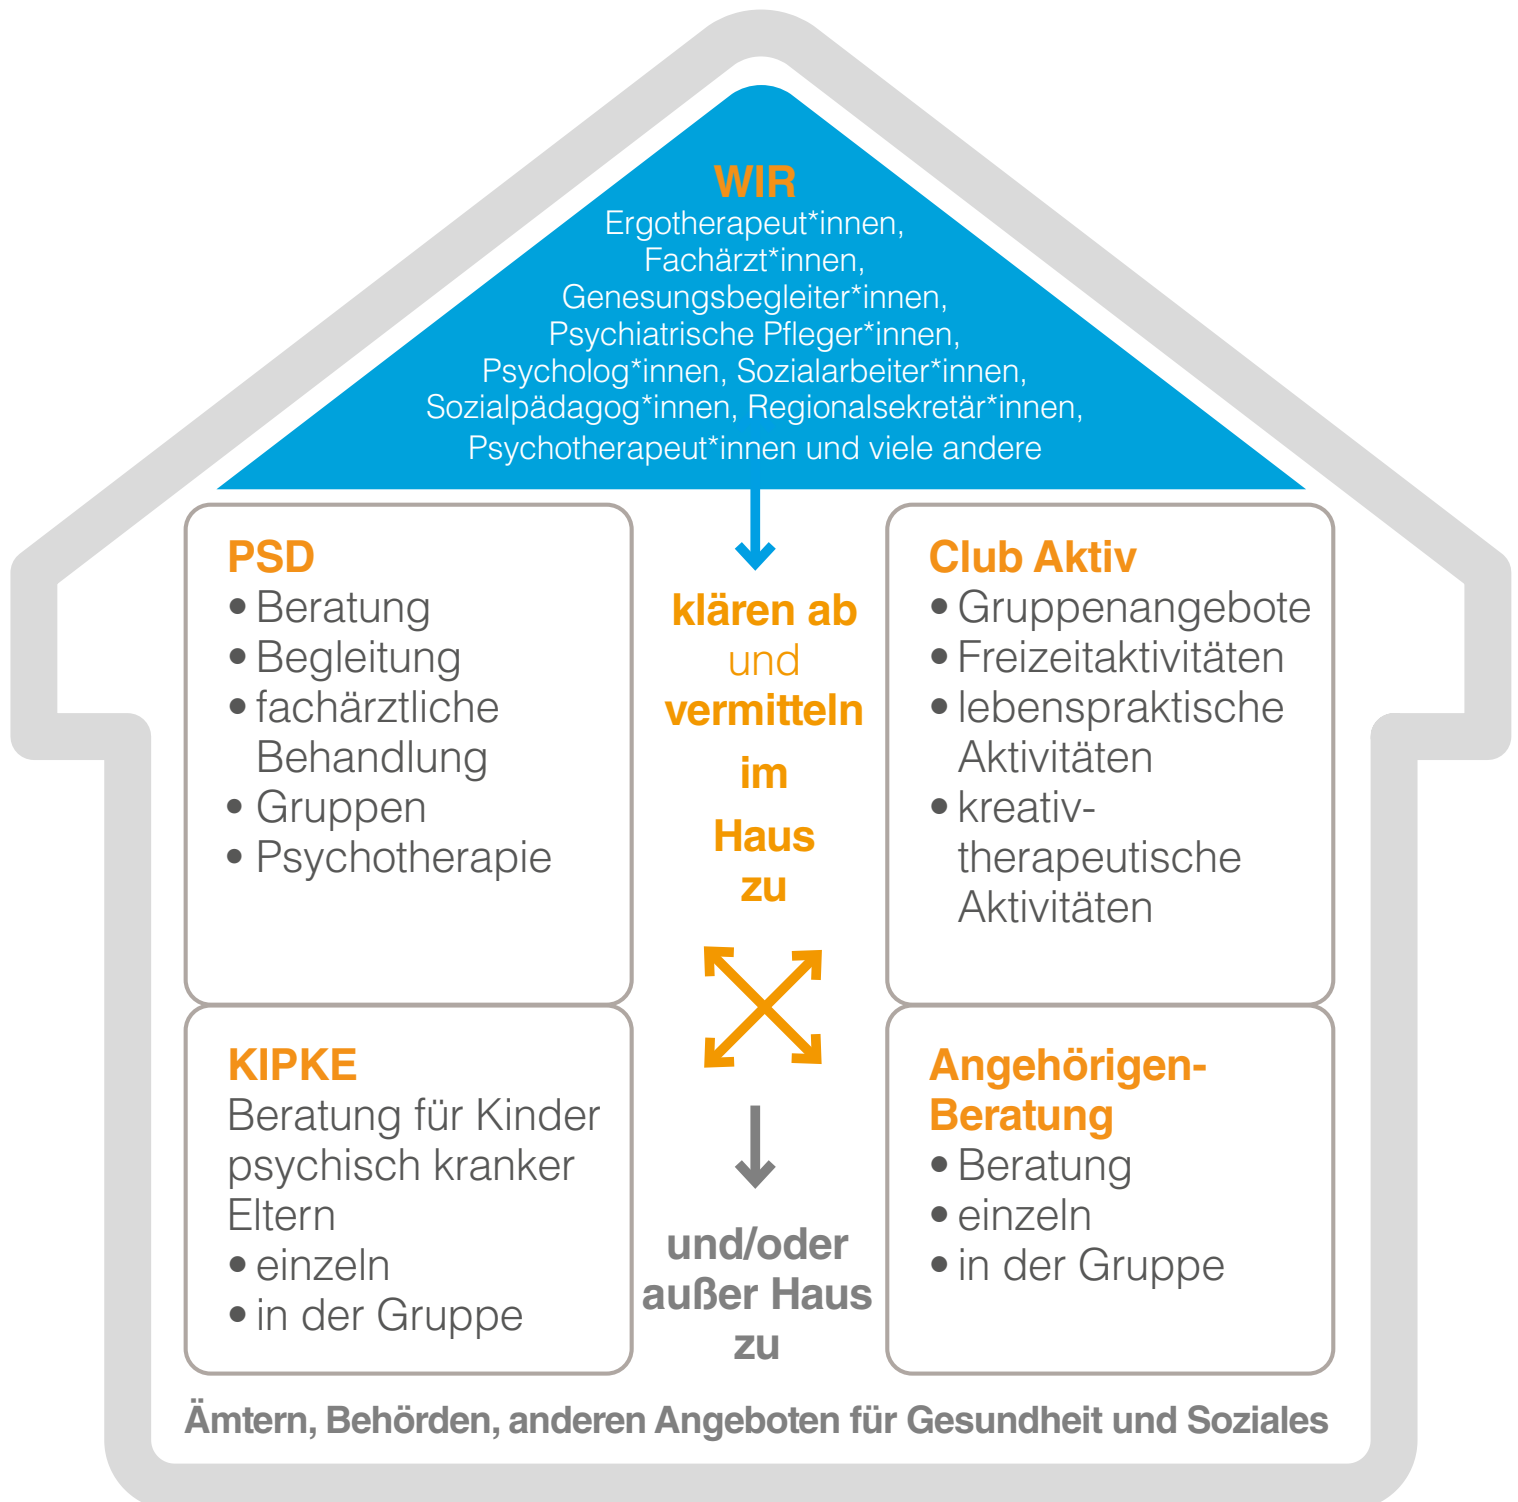 WIR
Ergotherapeut*innen,
Fachärzt*innen,
Genesungsbegleiter*innen,
Psychiatrische Pfleger*innen,
Psycholog*innen, Sozialarbeiter*innen,
Sozialpädagog*innen, Regionalsekretär*innen,
Psychotherapeut*innen und viele andere
PSD
• Beratung
• Begleitung
• fachärztliche
Behandlung
• Gruppen
• Psychotherapie
klären ab
und
vermitteln
im
Haus
zu
Club Aktiv
• Gruppenangebote
• Freizeitaktivitäten
• lebenspraktische
Aktivitäten
• kreativ-
therapeutische
Aktivitäten
KIPKE
Beratung für Kinder
psychisch kranker
Eltern
• einzeln
• in der Gruppe
und/oder
außer Haus
zu
Angehörigen-
Beratung
• Beratung
• einzeln
• in der Gruppe
Ämtern, Behörden, anderen Angeboten für Gesundheit und Soziales